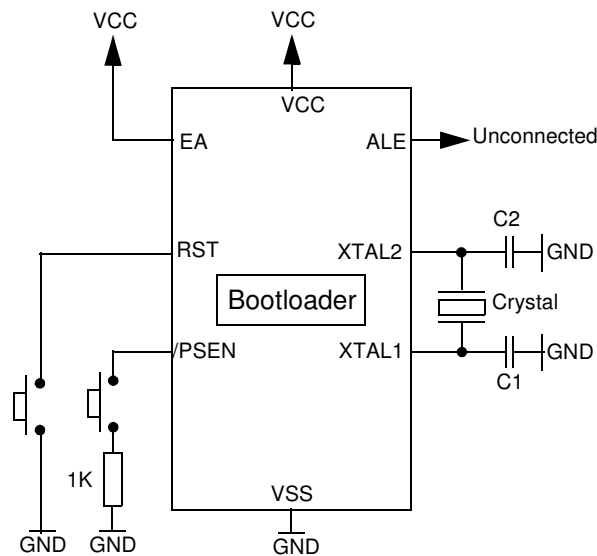 VCC
VCC
VCC
EA
ALE
Unconnected
C2
RST
XTAL2
GND
Bootloader
Crystal
/PSEN
XTAL1
GND
C1
1K
VSS
GND
GND
GND